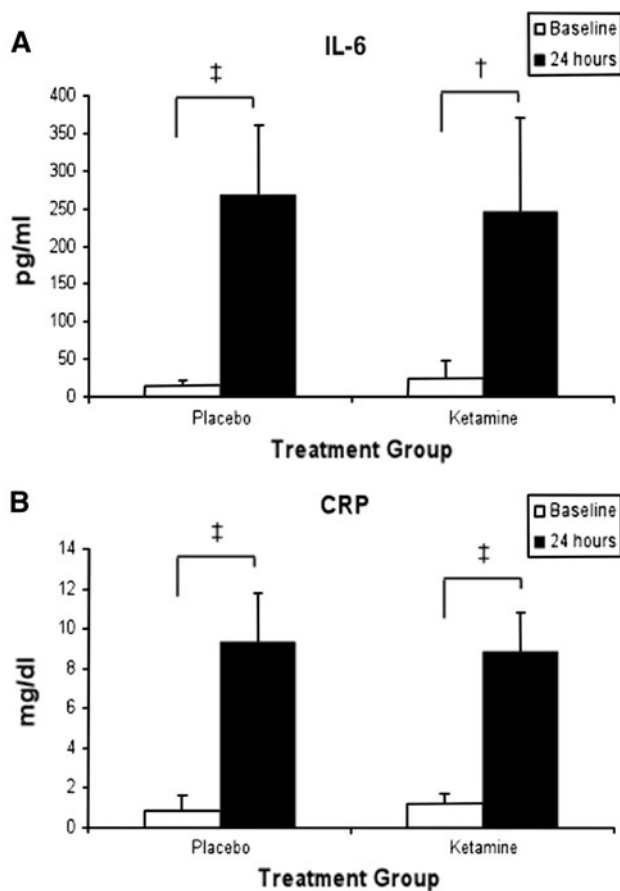 A
IL-6
Baseline
24 hours
‡
†
400
350
300
250
200
150
100
50
0
pg/ml
Placebo
Ketamine
Treatment Group
B
CRP
Baseline
24 hours
‡
‡
14
12
10
8
6
4
2
0
mg/dl
Placebo
Ketamine
Treatment Group